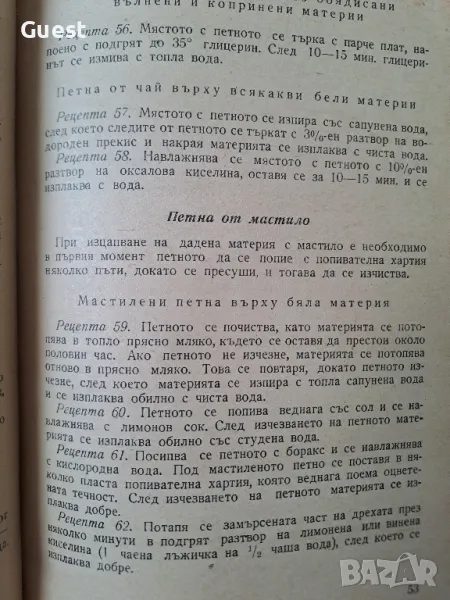 Guest
вълнени и копринени материи
Рецепта 56. Мястото с петното се търка с парче плат, на-
поено с подгрят до 35° глицерин. След 10—15 мин. глицери-
нът се измива с топла вода.
Петна от чай върху всякакви бели материи
Рецепта 57. Мястото с петното се изпира със сапунена вода,
след което следите от петното се търкат с 3%-ен разтвор на во-
дороден прекис и накрая материята се изплаква с чиста вода.
Рецепта 58. Навлажнява се мястото с петното с 10%-ен
разтвор на оксалова киселина, оставя се за 10—15 мин. и се
изплаква с вода.
Петна от мастило
При изцапване на дадена материя с мастило е необходимо
в първия момент петното да се попие с попивателна хартия
няколко пъти, докато се пресуши, и тогава да се изчиства.
Мастилени петна върху бяла материя
Рецепта 59. Петното се почиства, като материята се пото-
пява в топло прясно мляко, където се оставя да престои около
половин час. Ако петното не изчезне, материята се потопява
отново в прясно мляко. Това се повтаря, докато петното из-
чезне, след което материята се изпира с топла сапунена вода
и се изплаква обилно с чиста вода.
Рецепта 60. Петното се попива веднага със сол и се на-
влажнява с лимонов сок. След изчезването на петното мате-
рията се изплаква обилно със студена вода.
Рецепта 61. Посипва се петното с боракс и се навлажнява
с кислородна вода. Под мастиленото петно се поставя в ня-
колко пласта попивателна хартия, която веднага поема оцвете-
ната течност. След изчезването на петното материята се из-
плаква добре.
Рецепта 62. Потапя се замърсената част на дрехата през
няколко минути в подгрят разтвор на лимонена или винена
киселина (1 чаена лъжичка на ½ чаша вода), след което се
изплаква добре.
53
БАЗАР.бг